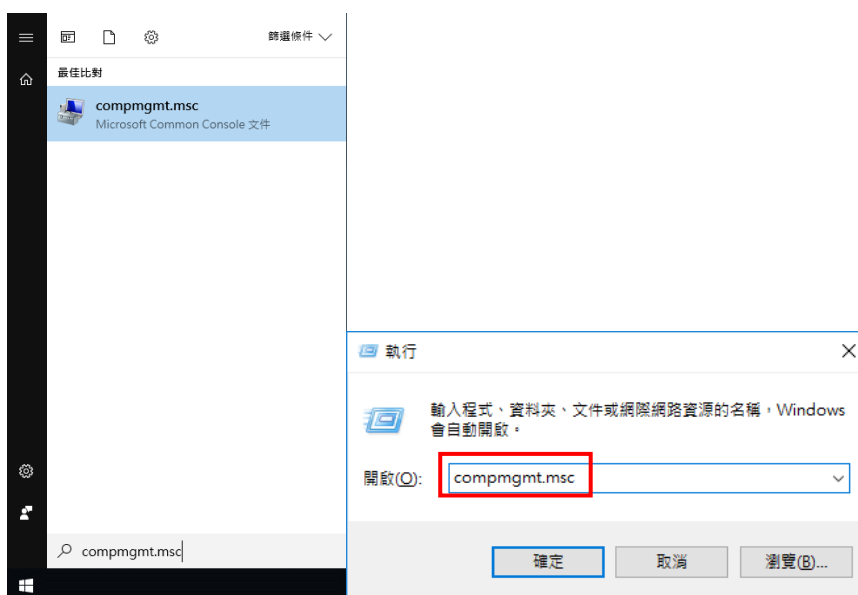 篩選條件
最佳比對
compmgmt.msc
Microsoft Common Console 文件
compmgmt.msc
執行
輸入程式、資料夾、文件或網際網路資源的名稱，Windows
會自動開啟。
開啟(O):
compmgmt.msc
確定
取消
瀏覽(B)...